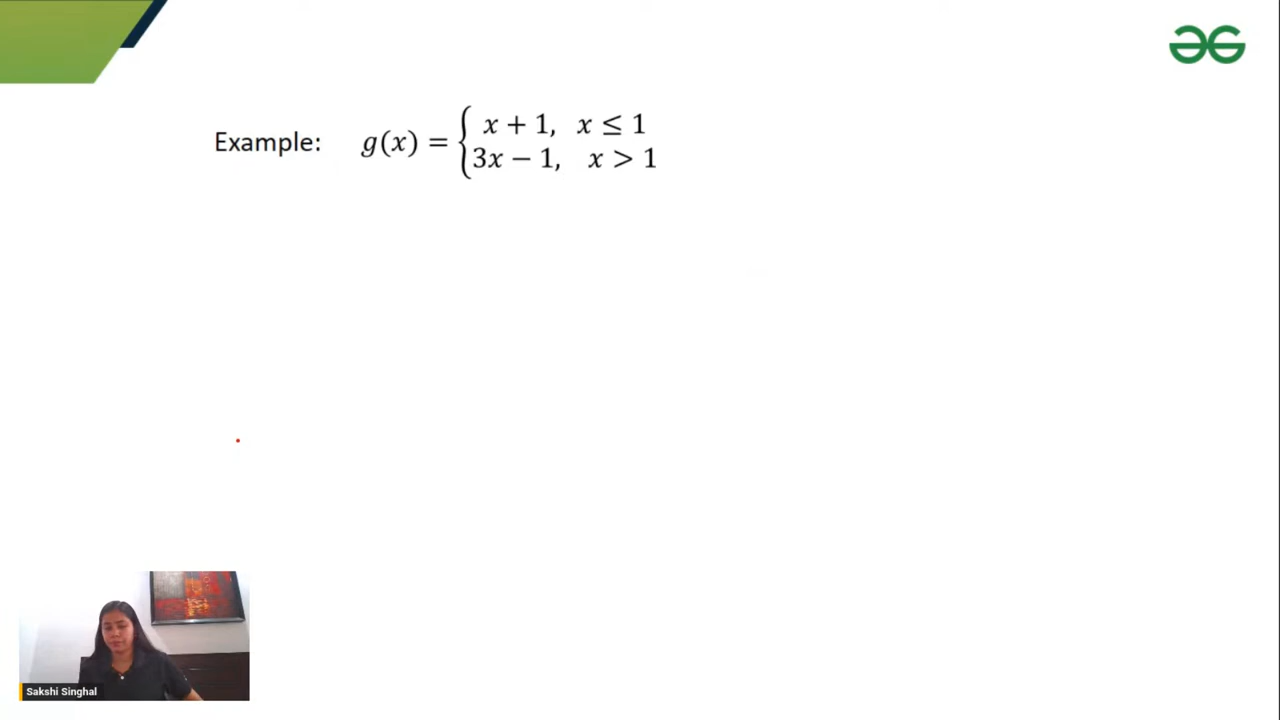 Example: g(x) = { x + 1, x ≤ 1
3x − 1, x > 1
Sakshi Singhal